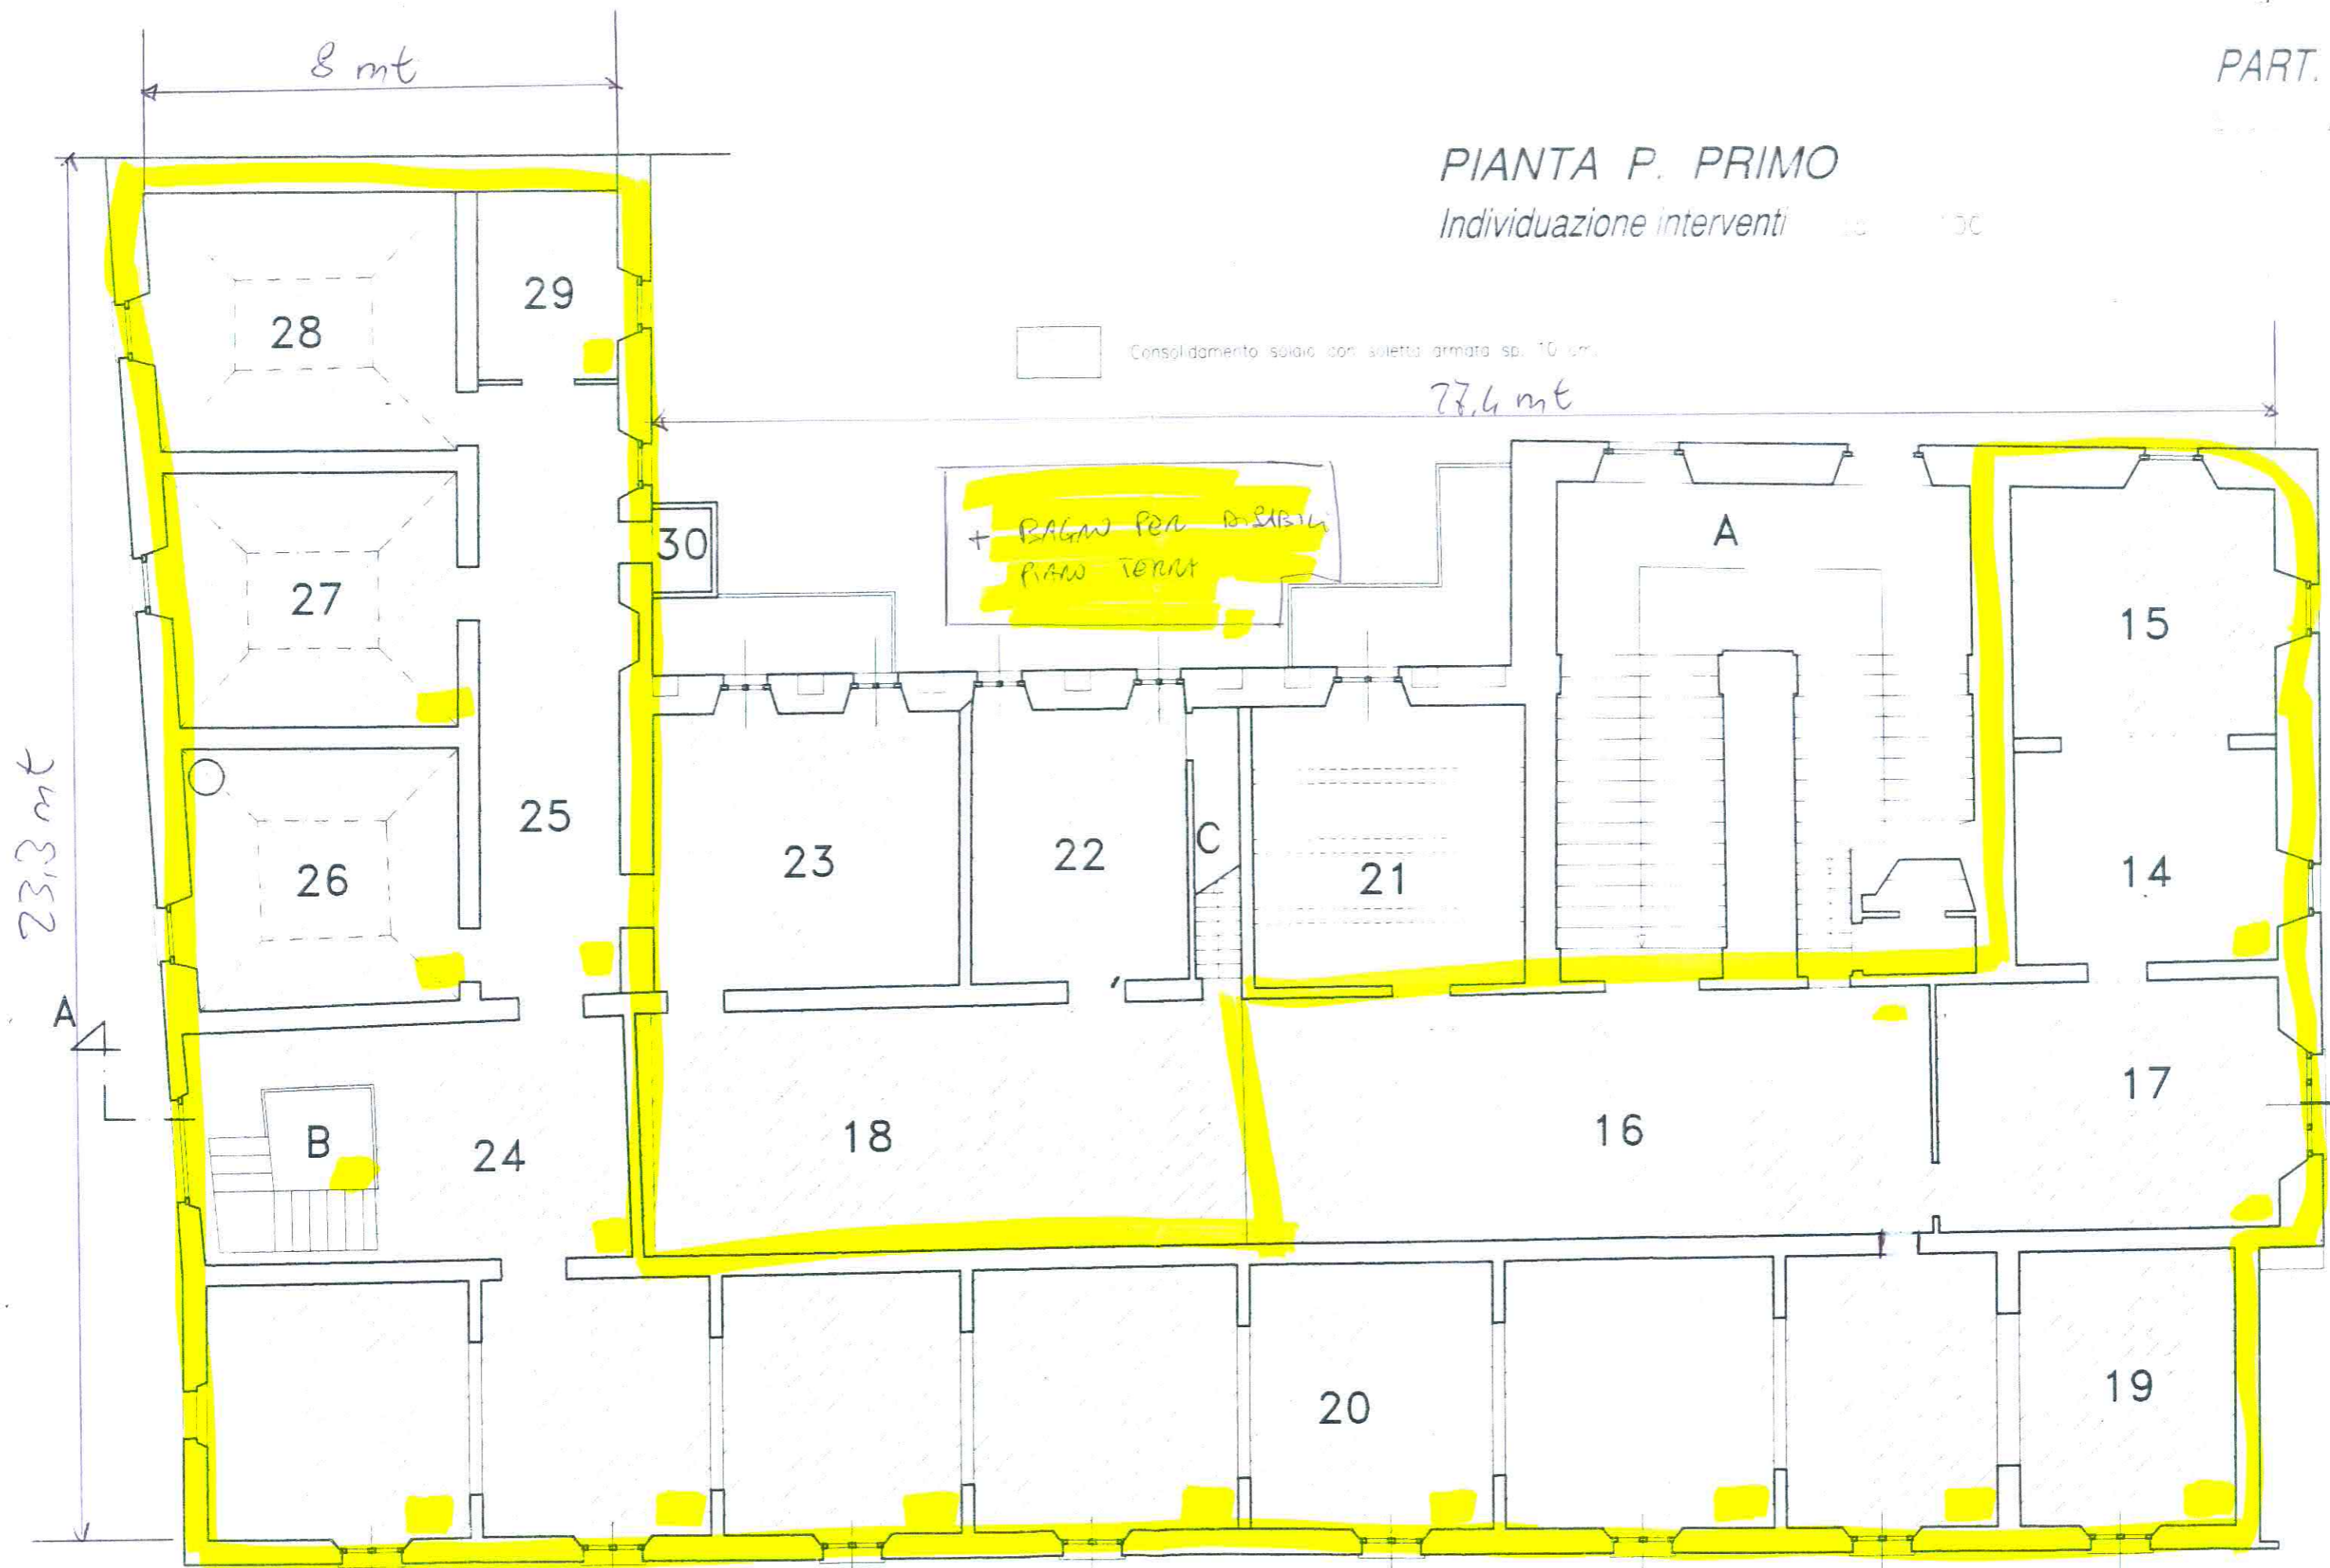 8 mt
PART.
PIANTA P. PRIMO
Individuazione interventi
Consolidamento solaio con soletta armata sp. 10 cm.
27,4 mt
28
29
30
+ BAGNO PER DISABILI
PIANO TERRA
A
15
27
23,3 mt
25
26
23
22
C
21
14
A
B
24
18
16
17
20
19